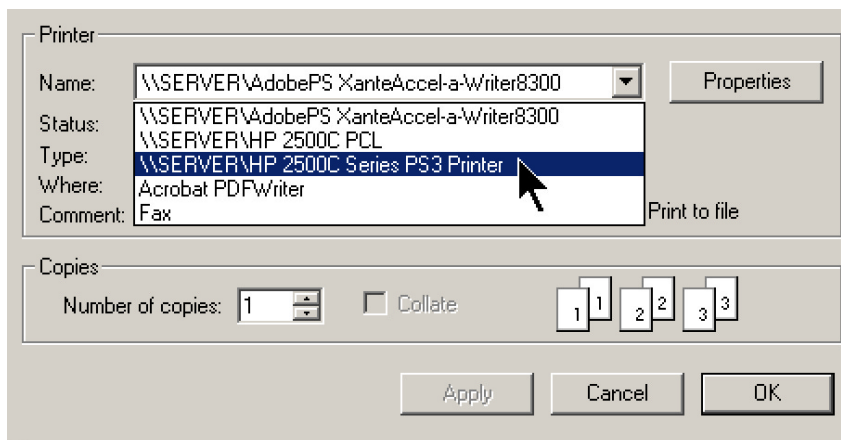 Printer
Name: \\SERVER\AdobePS XanteAccel-a-Writer8300 Properties
\\SERVER\AdobePS XanteAccel-a-Writer8300
Status:
\\SERVER\HP 2500C PCL
Type:
\\SERVER\HP 2500C Series PS3 Printer
Where:
Acrobat PDFWriter
Comment: Fax Print to file
Copies
Number of copies: 1 Collate 1 1 2 2 3 3
Apply Cancel OK